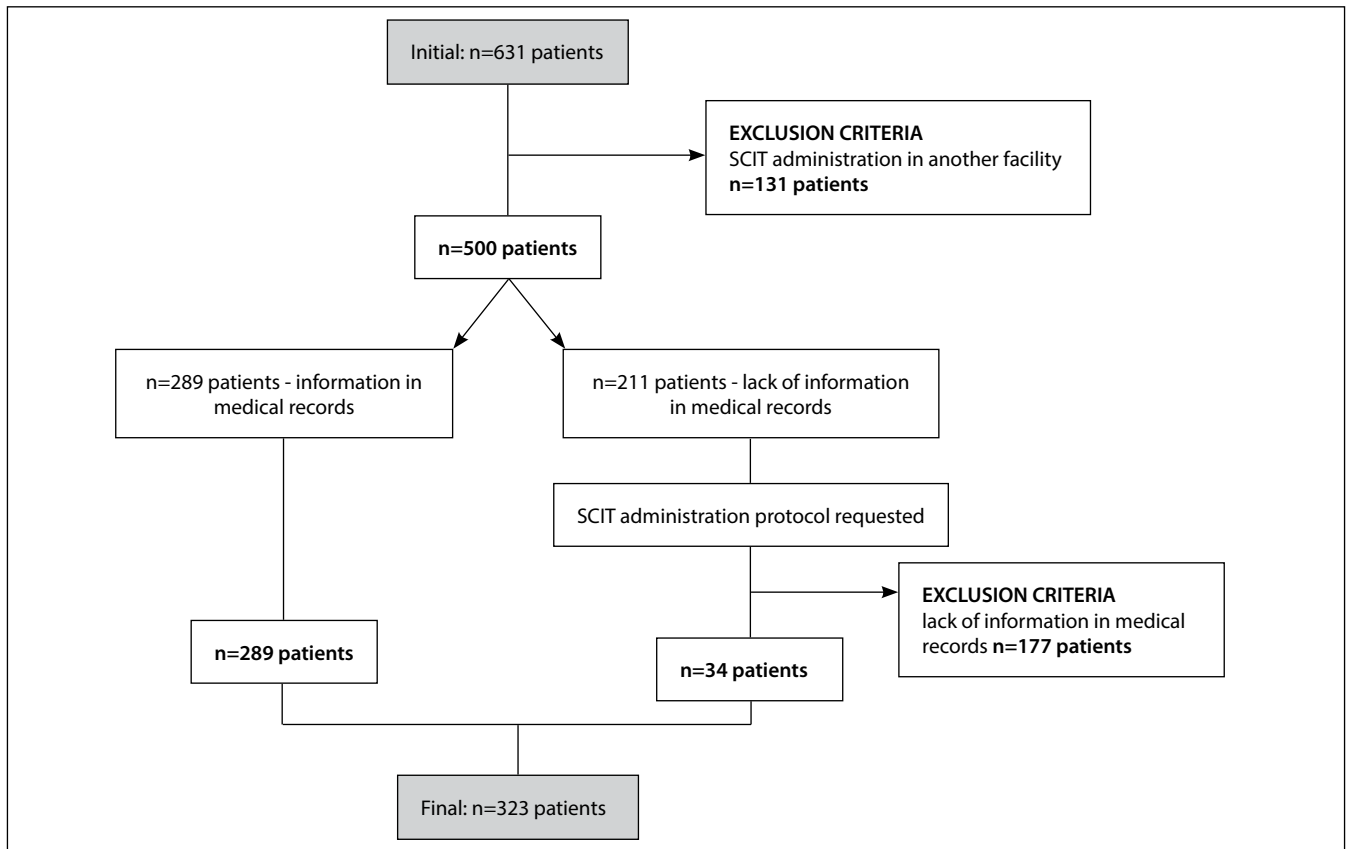 Initial: n=631 patients
EXCLUSION CRITERIA
SCIT administration in another facility
n=131 patients
n=500 patients
n=289 patients - information in
medical records
n=211 patients - lack of information
in medical records
SCIT administration protocol requested
EXCLUSION CRITERIA
lack of information in medical
records n=177 patients
n=289 patients
n=34 patients
Final: n=323 patients